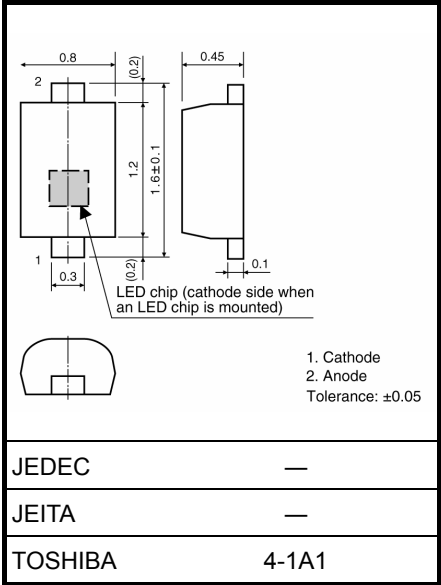 0.8
(0.2)
0.45
2
1.2
1.6±0.1
1
0.3
(0.2)
0.1
LED chip (cathode side when
an LED chip is mounted)
1. Cathode
2. Anode
Tolerance: ±0.05
JEDEC —
JEITA —
TOSHIBA 4-1A1